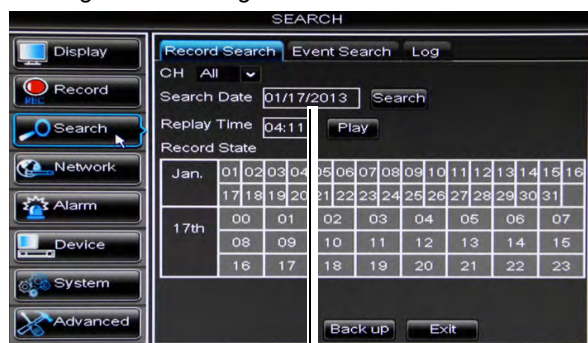 SEARCH
Display
Record
REC
Search
Network
Alarm
Device
System
Advanced
Record Search Event Search Log
CH All
Search Date 01/17/2013 Search
Replay Time 04:11 Play
Record State
Jan. 01 02 03 04 05 06 07 08 09 10 11 12 13 14 15 16
17 18 19 20 21 22 23 24 25 26 27 28 29 30 31
17th 00 01 02 03 04 05 06 07
08 09 10 11 12 13 14 15
16 17 18 19 20 21 22 23
Back up Exit